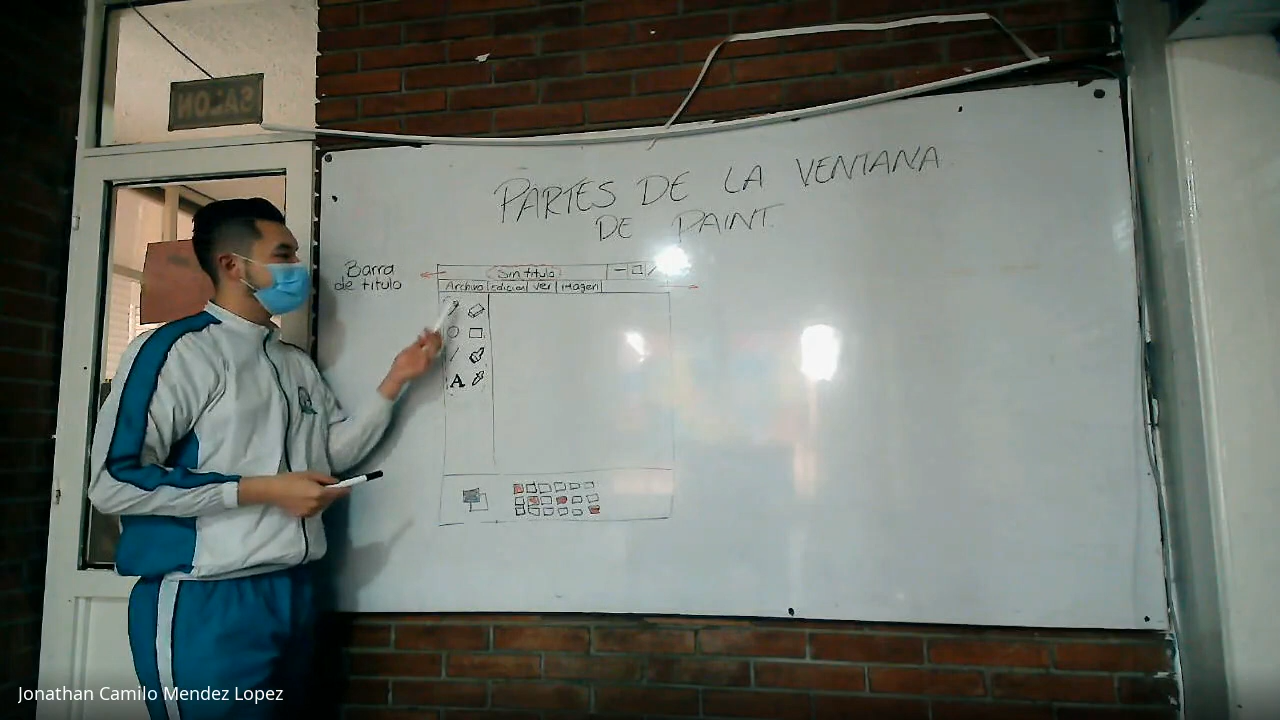 SALON
PARTES DE LA VENTANA
DE PAINT.
Barra
de titulo
Sin titulo
Archivo edicion ver imagen
A
Jonathan Camilo Mendez Lopez